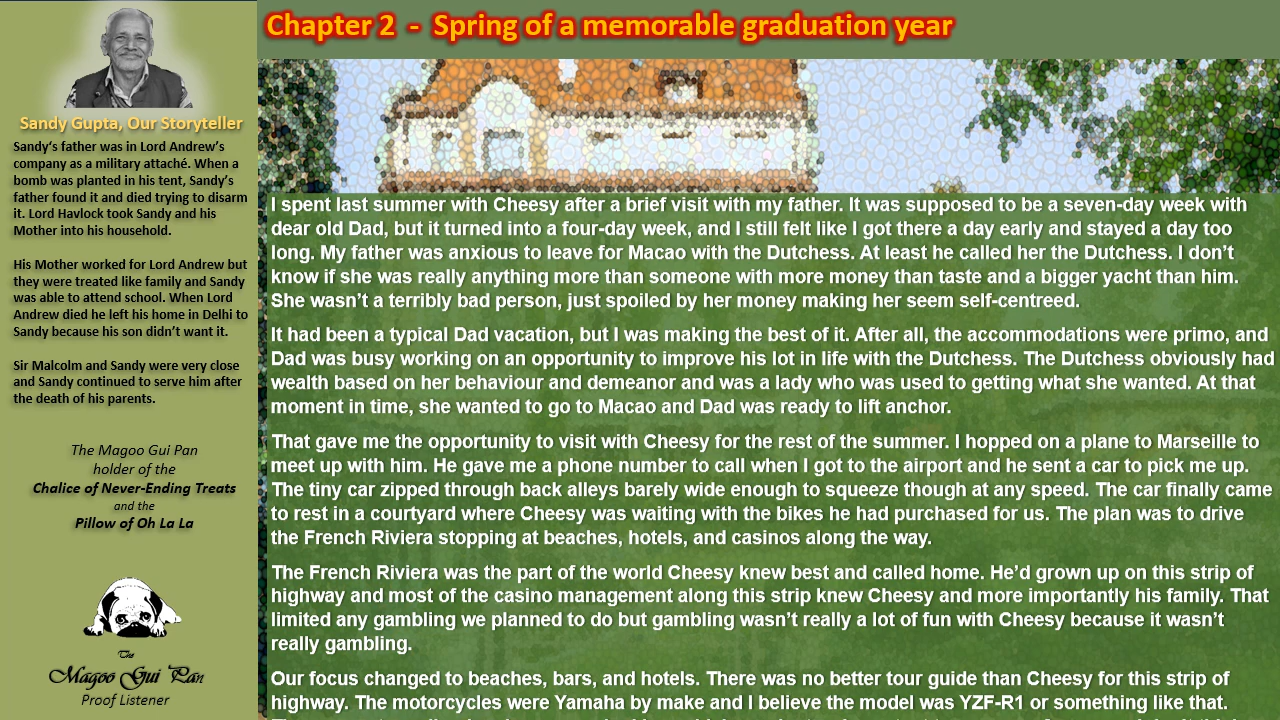 Chapter 2  -  Spring of a memorable graduation year
Sandy Gupta, Our Storyteller
Sandy‘s father was in Lord Andrew’s
company as a military attaché. When a
bomb was planted in his tent, Sandy’s
father found it and died trying to disarm
it. Lord Havlock took Sandy and his
Mother into his household.
His Mother worked for Lord Andrew but
they were treated like family and Sandy
was able to attend school. When Lord
Andrew died he left his home in Delhi to
Sandy because his son didn’t want it.
Sir Malcolm and Sandy were very close
and Sandy continued to serve him after
the death of his parents.
The Magoo Gui Pan
holder of the
Chalice of Never-Ending Treats
and the
Pillow of Oh La La
The
Magoo Gui Pan
Proof Listener
I spent last summer with Cheesy after a brief visit with my father. It was supposed to be a seven-day week with
dear old Dad, but it turned into a four-day week, and I still felt like I got there a day early and stayed a day too
long. My father was anxious to leave for Macao with the Dutchess. At least he called her the Dutchess. I don’t
know if she was really anything more than someone with more money than taste and a bigger yacht than him.
She wasn’t a terribly bad person, just spoiled by her money making her seem self-centreed.
It had been a typical Dad vacation, but I was making the best of it. After all, the accommodations were primo, and
Dad was busy working on an opportunity to improve his lot in life with the Dutchess. The Dutchess obviously had
wealth based on her behaviour and demeanor and was a lady who was used to getting what she wanted. At that
moment in time, she wanted to go to Macao and Dad was ready to lift anchor.
That gave me the opportunity to visit with Cheesy for the rest of the summer. I hopped on a plane to Marseille to
meet up with him. He gave me a phone number to call when I got to the airport and he sent a car to pick me up.
The tiny car zipped through back alleys barely wide enough to squeeze though at any speed. The car finally came
to rest in a courtyard where Cheesy was waiting with the bikes he had purchased for us. The plan was to drive
the French Riviera stopping at beaches, hotels, and casinos along the way.
The French Riviera was the part of the world Cheesy knew best and called home. He’d grown up on this strip of
highway and most of the casino management along this strip knew Cheesy and more importantly his family. That
limited any gambling we planned to do but gambling wasn’t really a lot of fun with Cheesy because it wasn’t
really gambling.
Our focus changed to beaches, bars, and hotels. There was no better tour guide than Cheesy for this strip of
highway. The motorcycles were Yamaha by make and I believe the model was YZF-R1 or something like that.